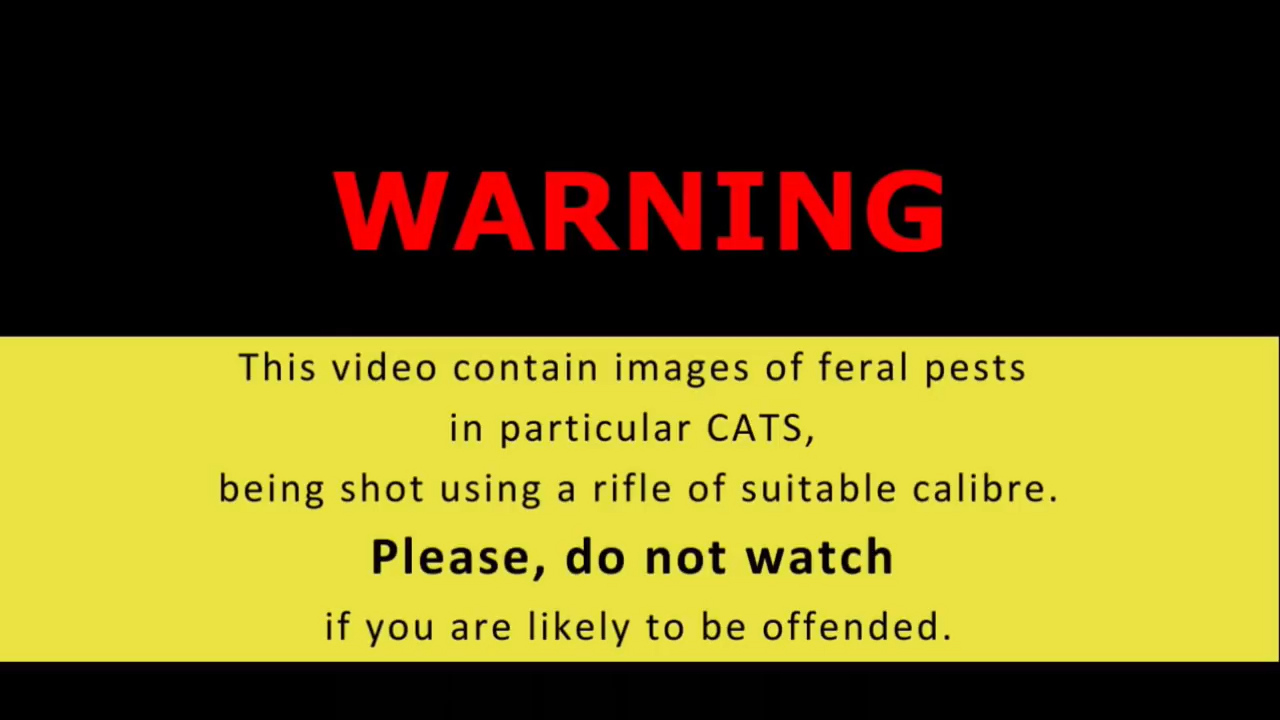 WARNING
This video contain images of feral pests
in particular CATS,
being shot using a rifle of suitable calibre.
Please, do not watch
if you are likely to be offended.